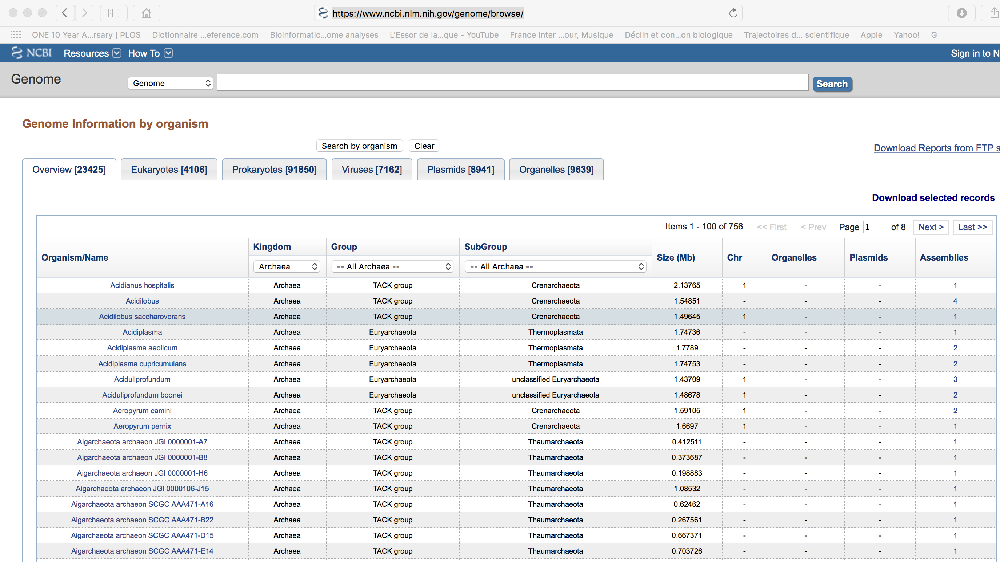 https://www.ncbi.nlm.nih.gov/genome/browse/
ONE 10 Year A...rsary | PLOS Dictionnaire ...eference.com Bioinformatic...ome analyses L'Essor de la...que - YouTube France Inter ...our, Musique Déclin et con...on biologique Trajectoires d... scientifique Apple Yahoo! G
NCBI Resources How To Sign in to N
Genome Genome Search
Genome Information by organism
Search by organism Clear Download Reports from FTP s
Overview [23425] Eukaryotes [4106] Prokaryotes [91850] Viruses [7162] Plasmids [8941] Organelles [9639]
Download selected records
Items 1 - 100 of 756 << First < Prev Page 1 of 8 Next > Last >>
Organism/Name Kingdom Group SubGroup Size (Mb) Chr Organelles Plasmids Assemblies
Archaea -- All Archaea -- -- All Archaea --
Acidianus hospitalis Archaea TACK group Crenarchaeota 2.13765 1 - - 1
Acidilobus Archaea TACK group Crenarchaeota 1.54851 - - - 4
Acidilobus saccharovorans Archaea TACK group Crenarchaeota 1.49645 1 - - 1
Acidiplasma Archaea Euryarchaeota Thermoplasmata 1.74736 - - - 1
Acidiplasma aeolicum Archaea Euryarchaeota Thermoplasmata 1.7789 - - - 2
Acidiplasma cupricumulans Archaea Euryarchaeota Thermoplasmata 1.74753 - - - 2
Aciduliprofundum Archaea Euryarchaeota unclassified Euryarchaeota 1.43709 1 - - 3
Aciduliprofundum boonei Archaea Euryarchaeota unclassified Euryarchaeota 1.48678 1 - - 2
Aeropyrum camini Archaea TACK group Crenarchaeota 1.59105 1 - - 2
Aeropyrum pernix Archaea TACK group Crenarchaeota 1.6697 1 - - 1
Aigarchaeota archaeon JGI 0000001-A7 Archaea TACK group Thaumarchaeota 0.412511 - - - 1
Aigarchaeota archaeon JGI 0000001-B8 Archaea TACK group Thaumarchaeota 0.373687 - - - 1
Aigarchaeota archaeon JGI 0000001-H6 Archaea TACK group Thaumarchaeota 0.198883 - - - 1
Aigarchaeota archaeon JGI 0000106-J15 Archaea TACK group Thaumarchaeota 1.08532 - - - 1
Aigarchaeota archaeon SCGC AAA471-A16 Archaea TACK group Thaumarchaeota 0.62462 - - - 1
Aigarchaeota archaeon SCGC AAA471-B22 Archaea TACK group Thaumarchaeota 0.267561 - - - 1
Aigarchaeota archaeon SCGC AAA471-D15 Archaea TACK group Thaumarchaeota 0.667371 - - - 1
Aigarchaeota archaeon SCGC AAA471-E14 Archaea TACK group Thaumarchaeota 0.703726 - - - 1